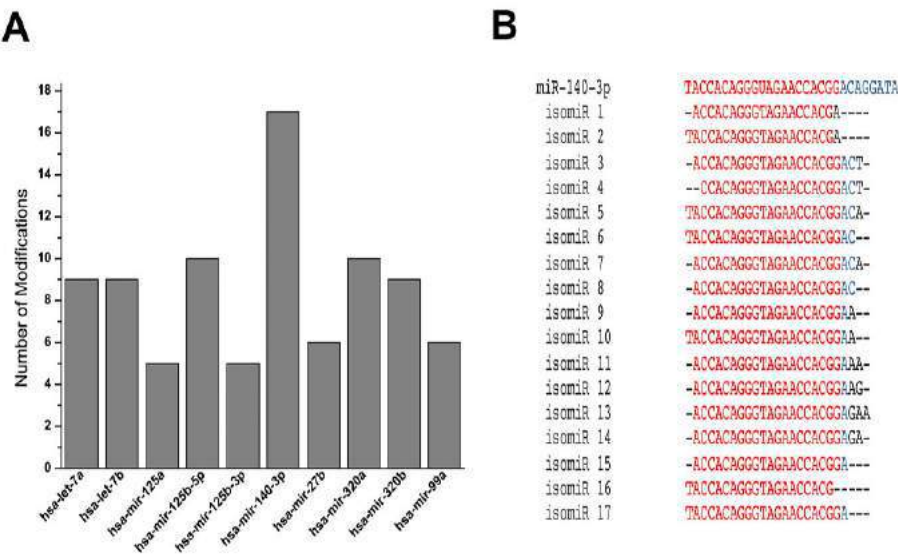 A
Number of Modifications
18
16
14
12
10
8
6
4
2
0
hsa-let-7a
hsa-let-7b
hsa-mir-125a
hsa-mir-125b-5p
hsa-mir-125b-3p
hsa-mir-140-3p
hsa-mir-27b
hsa-mir-320a
hsa-mir-320b
hsa-mir-99a
B
miR-140-3p TACCACAGGGUAGAACCACGGACAGGATA
isomiR 1 -ACCACAGGGTAGAACCACGA----
isomiR 2 TACCACAGGGTAGAACCACGA----
isomiR 3 -ACCACAGGGTAGAACCACGGACT-
isomiR 4 --CCACAGGGTAGAACCACGGACT-
isomiR 5 TACCACAGGGTAGAACCACGGACA-
isomiR 6 TACCACAGGGTAGAACCACGGAC--
isomiR 7 -ACCACAGGGTAGAACCACGGACA-
isomiR 8 -ACCACAGGGTAGAACCACGGAC--
isomiR 9 -ACCACAGGGTAGAACCACGGAA--
isomiR 10 TACCACAGGGTAGAACCACGGAA--
isomiR 11 -ACCACAGGGTAGAACCACGGAAA-
isomiR 12 -ACCACAGGGTAGAACCACGGAAG-
isomiR 13 -ACCACAGGGTAGAACCACGGAGAA
isomiR 14 -ACCACAGGGTAGAACCACGGAGA-
isomiR 15 -ACCACAGGGTAGAACCACGGA---
isomiR 16 TACCACAGGGTAGAACCACG-----
isomiR 17 TACCACAGGGTAGAACCACGGA---